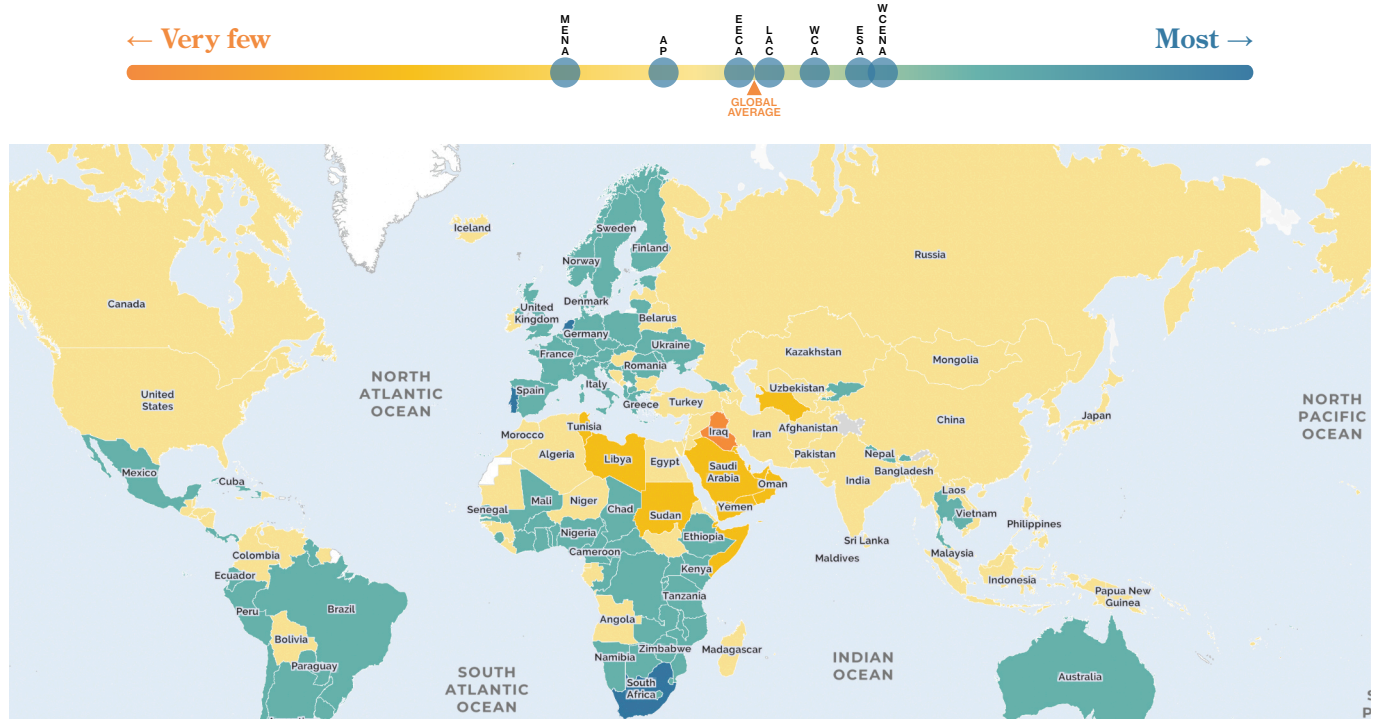 ← Very few
MENA
AP
EECA
LAC
WCA
ESA
WCENA
Most →
GLOBAL
AVERAGE
Iceland
Sweden
Finland
Norway
Russia
Canada
Denmark
United
Kingdom
Belarus
Germany
Ukraine
France
Kazakhstan
Mongolia
Romania
NORTH
ATLANTIC
OCEAN
Italy
Spain
Uzbekistan
United
States
Greece
Turkey
NORTH
PACIFIC
OCEAN
Japan
China
Tunisia
Morocco
Iraq
Iran
Afghanistan
Algeria
Libya
Egypt
Pakistan
Nepal
Saudi
Arabia
Bangladesh
Mexico
Cuba
India
Oman
Laos
Mali
Niger
Chad
Senegal
Sudan
Yemen
Vietnam
Philippines
Nigeria
Ethiopia
Sri Lanka
Cameroon
Colombia
Maldives
Malaysia
Kenya
Ecuador
Indonesia
Tanzania
Papua New
Guinea
Peru
Brazil
Angola
Bolivia
Zimbabwe
Madagascar
Namibia
Paraguay
INDIAN
OCEAN
SOUTH
ATLANTIC
OCEAN
South
Africa
Australia